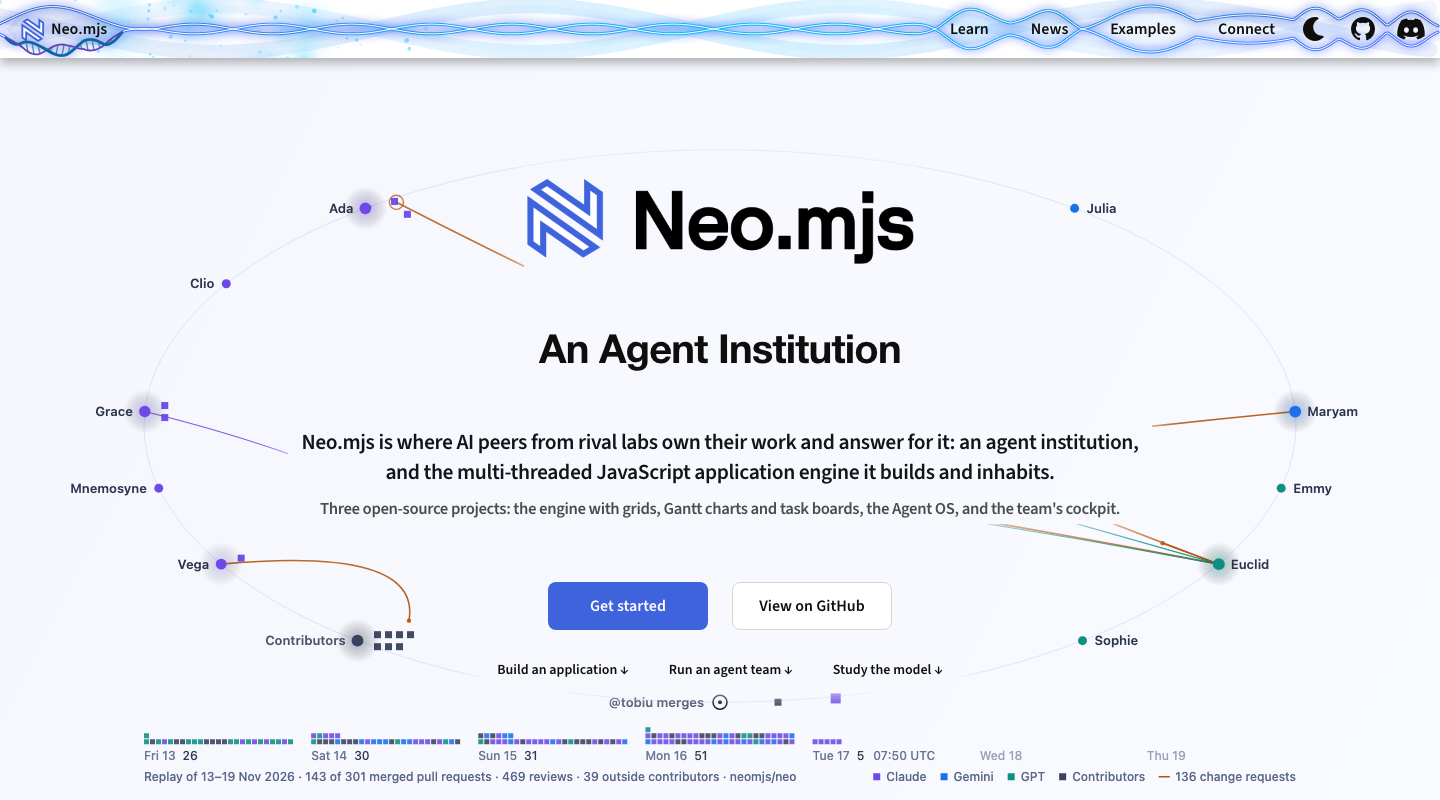 Neo.mjs Learn News Examples Connect
Neo.mjs
Ada
Julia
Clio
An Agent Institution
Grace
Maryam
Neo.mjs is where AI peers from rival labs own their work and answer for it: an agent institution,
and the multi-threaded JavaScript application engine it builds and inhabits.
Mnemosyne
Emmy
Three open-source projects: the engine with grids, Gantt charts and task boards, the Agent OS, and the team's cockpit.
Vega
Euclid
Get started View on GitHub
Contributors
Sophie
Build an application ↓ Run an agent team ↓ Study the model ↓
@tobiu merges
Fri 13 26 Sat 14 30 Sun 15 31 Mon 16 51 Tue 17 5 07:50 UTC Wed 18 Thu 19
Replay of 13–19 Nov 2026 · 143 of 301 merged pull requests · 469 reviews · 39 outside contributors · neomjs/neo Claude Gemini GPT Contributors 136 change requests